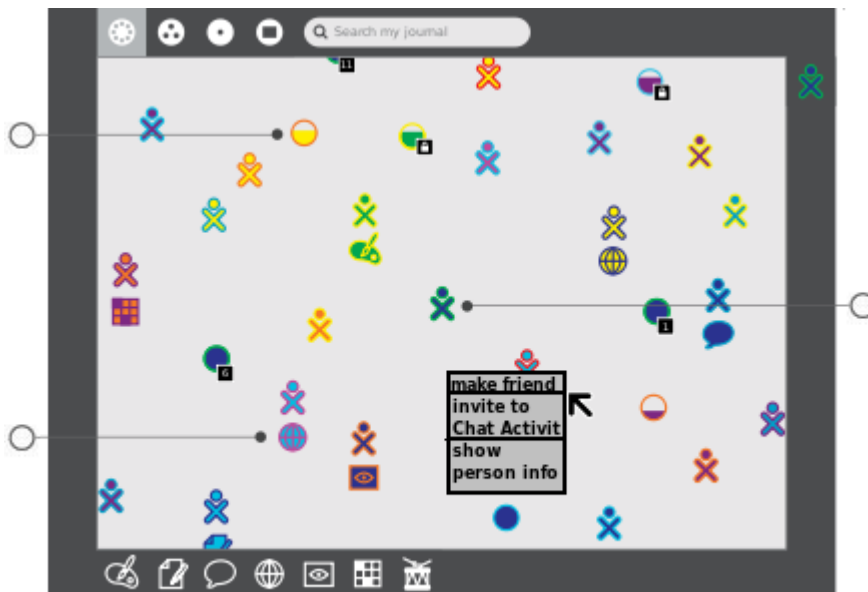 Search my journal
11
1
6
make friend
invite to
Chat Activit
show
person info